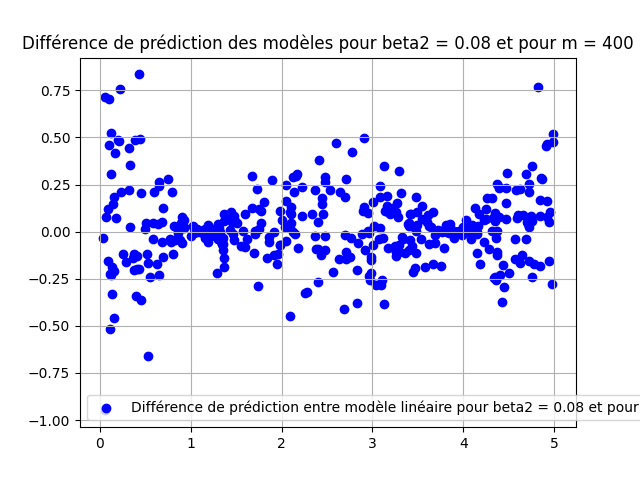 Différence de prédiction des modèles pour beta2 = 0.08 et pour m = 400
0.75
0.50
0.25
0.00
−0.25
−0.50
−0.75
−1.00
Différence de prédiction entre modèle linéaire pour beta2 = 0.08 et pour
0 1 2 3 4 5